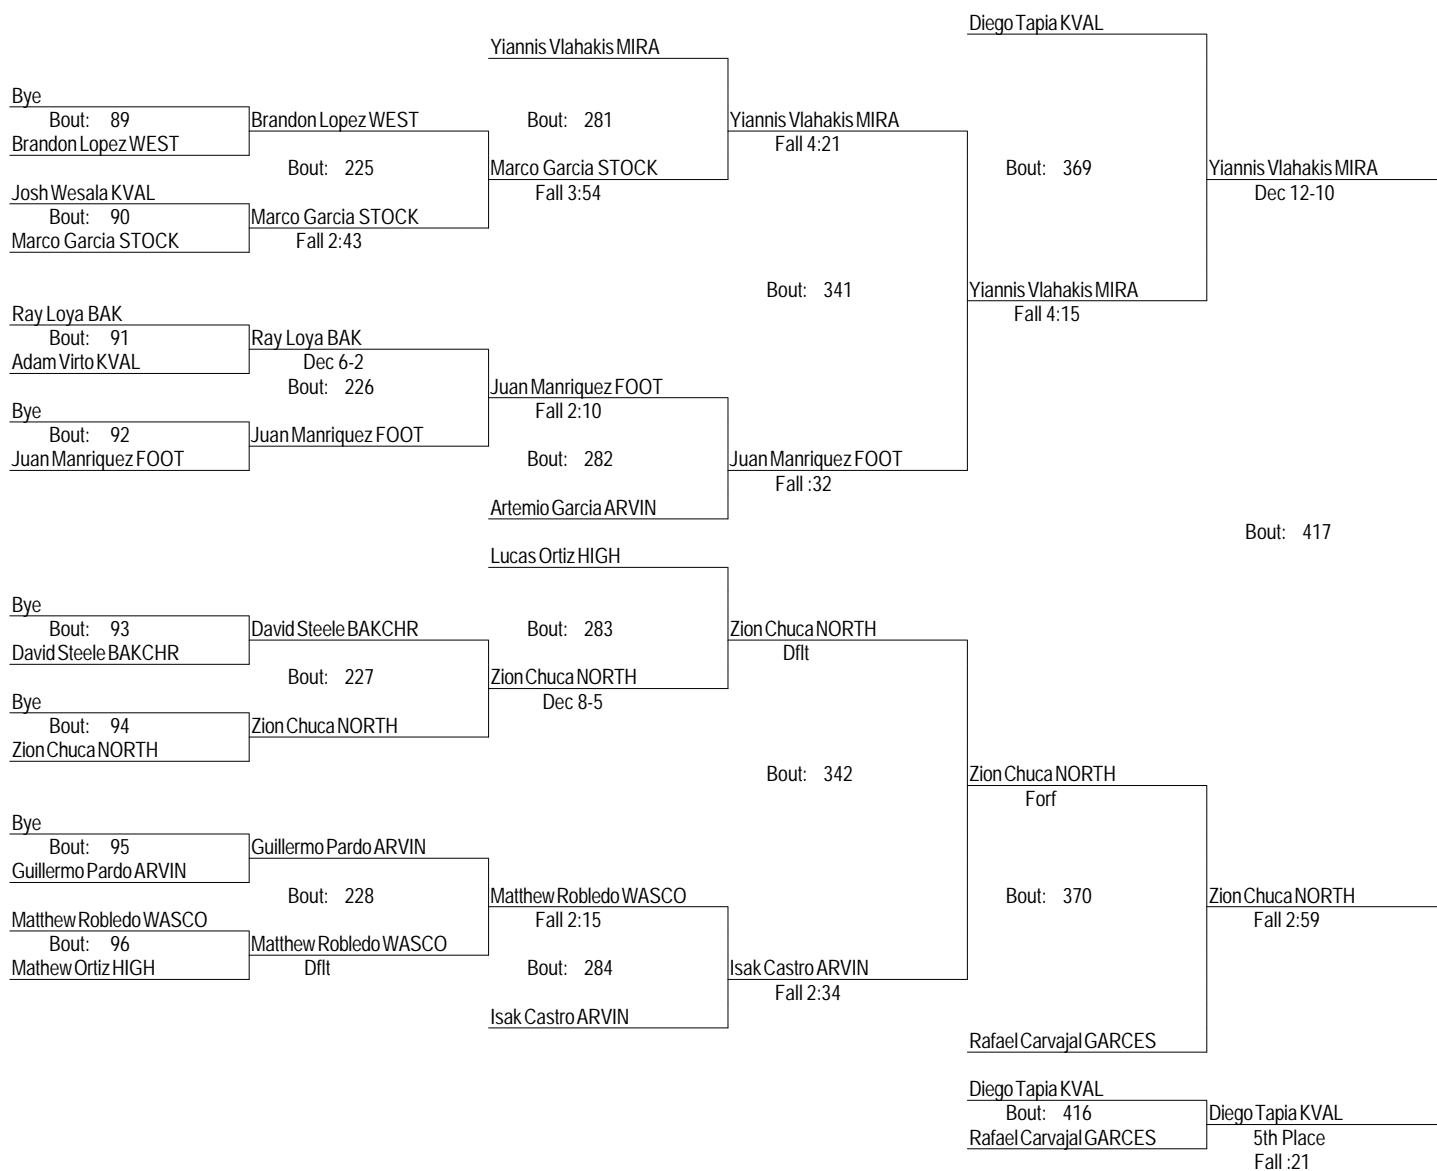 Diego Tapia KVAL
Yiannis Vlahakis MIRA
Bye
Bout: 89
Brandon Lopez WEST
Brandon Lopez WEST
Bout: 281
Yiannis Vlahakis MIRA
Fall 4:21
Bout: 225
Marco Garcia STOCK
Fall 3:54
Bout: 369
Yiannis Vlahakis MIRA
Dec 12-10
Josh Wesala KVAL
Bout: 90
Marco Garcia STOCK
Marco Garcia STOCK
Fall 2:43
Bout: 341
Yiannis Vlahakis MIRA
Fall 4:15
Ray Loya BAK
Bout: 91
Adam Virto KVAL
Ray Loya BAK
Dec 6-2
Bout: 226
Juan Manriquez FOOT
Fall 2:10
Bye
Bout: 92
Juan Manriquez FOOT
Juan Manriquez FOOT
Bout: 282
Juan Manriquez FOOT
Fall :32
Artemio Garcia ARVIN
Bout: 417
Lucas Ortiz HIGH
Bye
Bout: 93
David Steele BAKCHR
David Steele BAKCHR
Bout: 283
Zion Chuca NORTH
Dflt
Bout: 227
Zion Chuca NORTH
Dec 8-5
Bye
Bout: 94
Zion Chuca NORTH
Zion Chuca NORTH
Bout: 342
Zion Chuca NORTH
Forf
Bye
Bout: 95
Guillermo Pardo ARVIN
Guillermo Pardo ARVIN
Bout: 228
Matthew Robledo WASCO
Fall 2:15
Bout: 370
Zion Chuca NORTH
Fall 2:59
Matthew Robledo WASCO
Bout: 96
Mathew Ortiz HIGH
Matthew Robledo WASCO
Dflt
Bout: 284
Isak Castro ARVIN
Fall 2:34
Isak Castro ARVIN
Rafael Carvajal GARCES
Diego Tapia KVAL
Bout: 416
Rafael Carvajal GARCES
Diego Tapia KVAL
5th Place
Fall :21